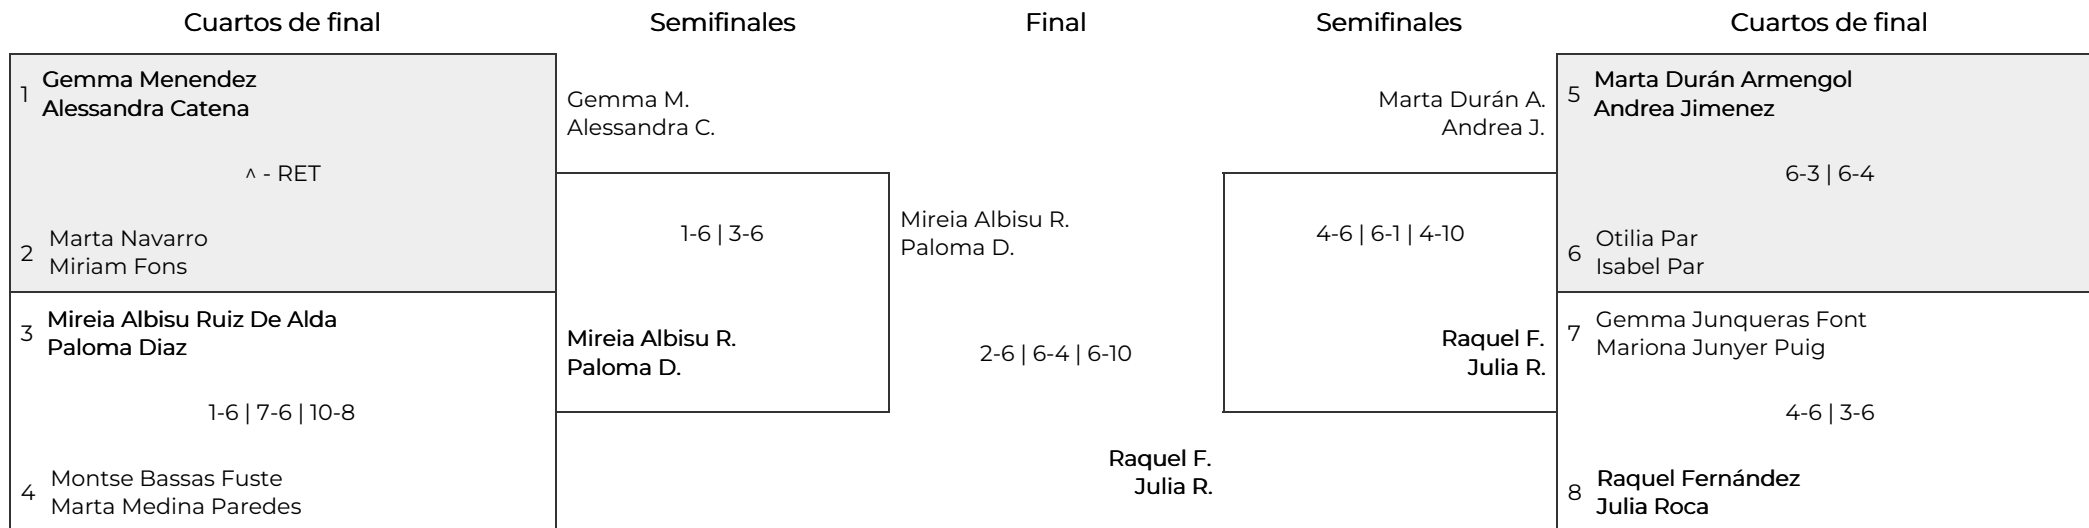 Cuartos de final
Semifinales
Final
Semifinales
Cuartos de final
1
Gemma Menendez
Alessandra Catena
^ - RET
2
Marta Navarro
Miriam Fons
3
Mireia Albisu Ruiz De Alda
Paloma Diaz
1-6 | 7-6 | 10-8
4
Montse Bassas Fuste
Marta Medina Paredes
Gemma M.
Alessandra C.
1-6 | 3-6
Mireia Albisu R.
Paloma D.
Mireia Albisu R.
Paloma D.
2-6 | 6-4 | 6-10
Raquel F.
Julia R.
Marta Durán A.
Andrea J.
4-6 | 6-1 | 4-10
Raquel F.
Julia R.
5
Marta Durán Armengol
Andrea Jimenez
6-3 | 6-4
6
Otilia Par
Isabel Par
7
Gemma Junqueras Font
Mariona Junyer Puig
4-6 | 3-6
8
Raquel Fernández
Julia Roca